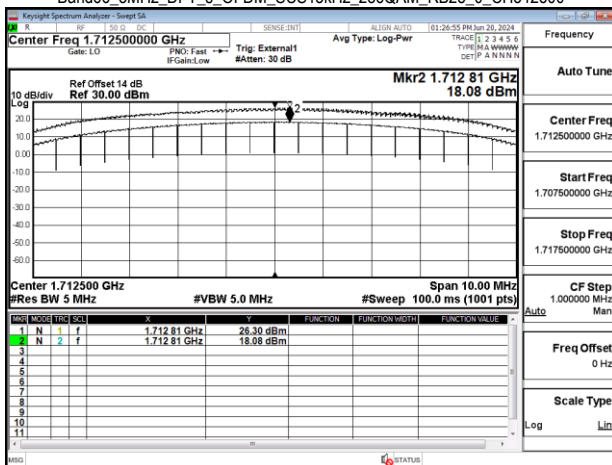 Keysight Spectrum Analyzer - Swept SA
R RF 50 Ω DC SENSE:INT ALIGN AUTO 01:26:55 PM Jun 20, 2024
Center Freq 1.712500000 GHz
Gate: LO
PNO: Fast
IFGain:Low
Trig: External1
#Atten: 30 dB
Avg Type: Log-Pwr
TRACE 1 2 3 4 5 6
TYPE M A WWWW
DET P A N N N N
Ref Offset 14 dB
10 dB/div Ref 30.00 dBm
Log
Mkr2 1.712 81 GHz
18.08 dBm
20.0
10.0
0.00
-10.0
-20.0
-30.0
-40.0
-50.0
-60.0
2
Center 1.712500 GHz Span 10.00 MHz
#Res BW 5 MHz #VBW 5.0 MHz #Sweep 100.0 ms (1001 pts)
MKR MODE TRC SCL X Y FUNCTION FUNCTION WIDTH FUNCTION VALUE
1 N 1 f 1.712 81 GHz 26.30 dBm
2 N 2 f 1.712 81 GHz 18.08 dBm
3
4
5
6
7
8
9
10
11
MSG STATUS
Frequency
Auto Tune
Center Freq
1.712500000 GHz
Start Freq
1.707500000 GHz
Stop Freq
1.717500000 GHz
CF Step
1.000000 MHz
Auto Man
Freq Offset
0 Hz
Scale Type
Log Lin